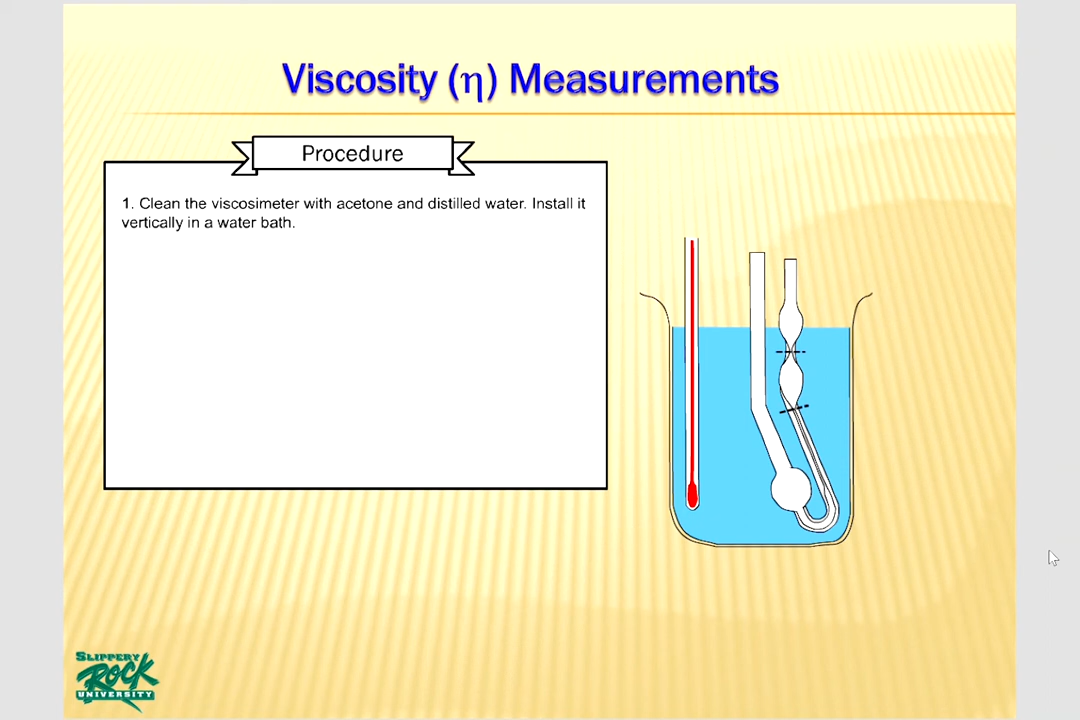 Viscosity (η) Measurements
Procedure
1. Clean the viscosimeter with acetone and distilled water. Install it
vertically in a water bath.
SLIPPERY
ROCK
UNIVERSITY